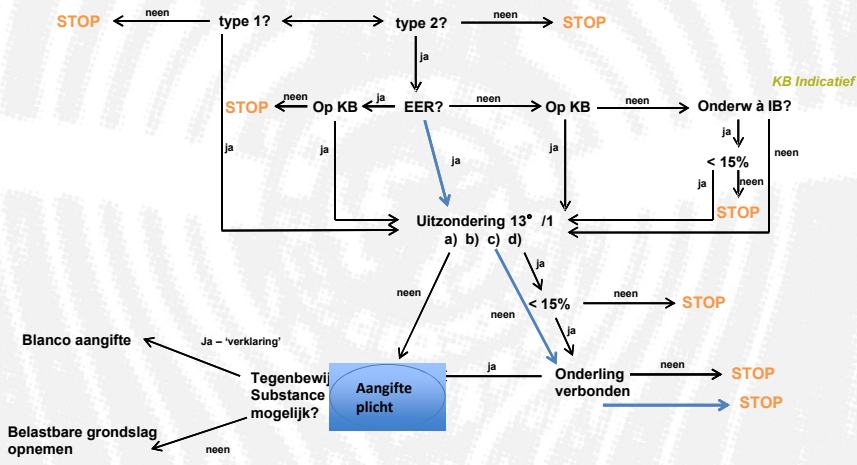 STOP neen type 1? type 2? neen STOP
ja
KB Indicatief
STOP neen Op KB ja EER? neen Op KB neen Onderw à IB?
ja neen
< 15%
ja ja ja ja ja neen
STOP
Uitzondering 13° /1
a) b) c) d)
neen neen ja
< 15% neen STOP
ja
Blanco aangifte Ja – 'verklaring'
Tegenbewij
Substance
mogelijk?
Aangifte
plicht
ja
Onderling
verbonden
neen STOP
STOP
Belastbare grondslag
opnemen
neen